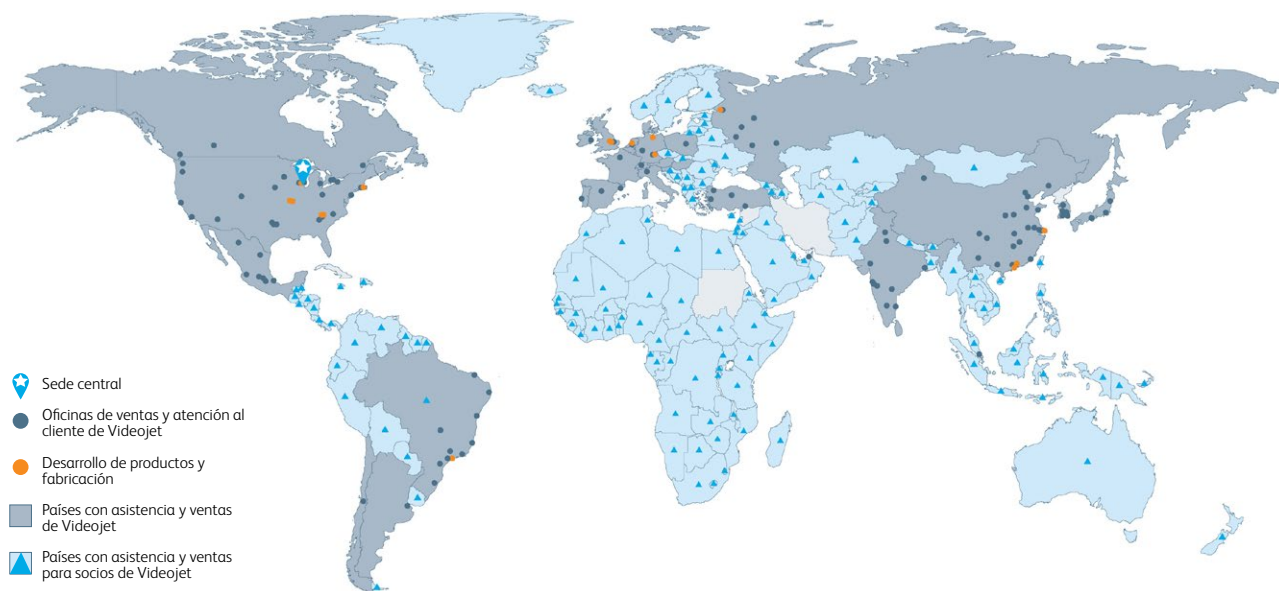 Sede central
Oficinas de ventas y atención al
cliente de Videojet
Desarrollo de productos y
fabricación
Países con asistencia y ventas
de Videojet
Países con asistencia y ventas
para socios de Videojet